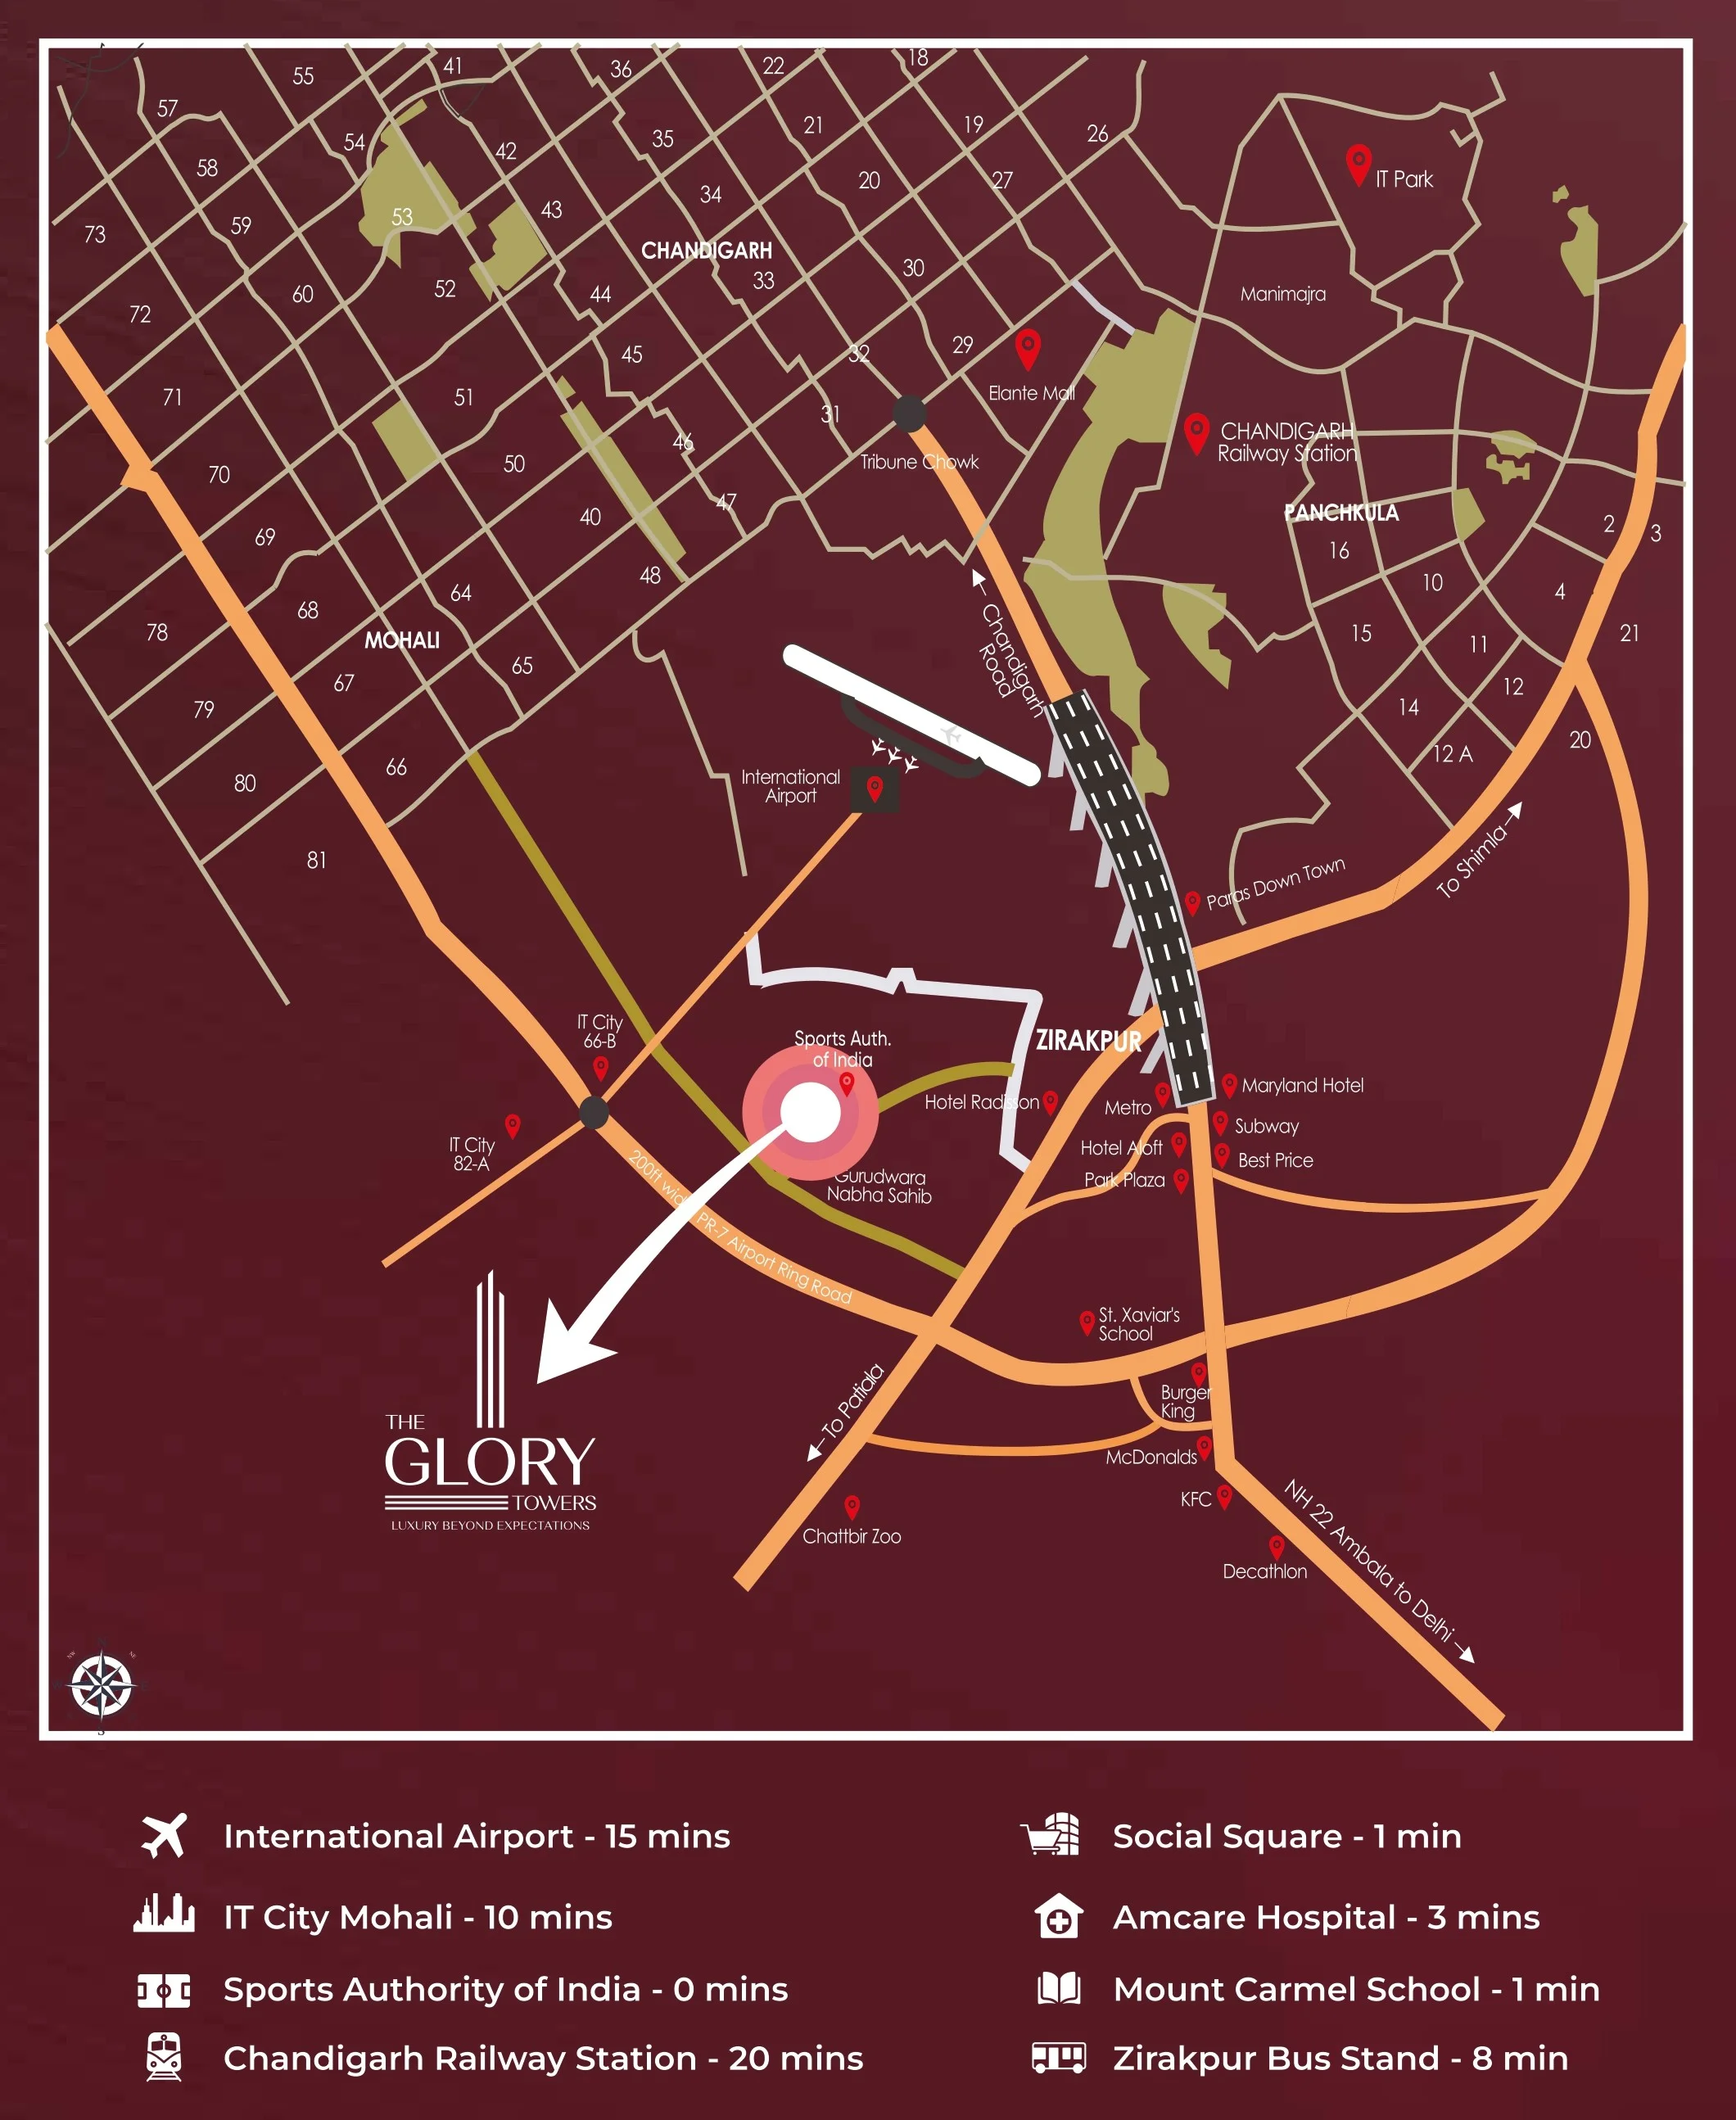 55
41
36
22
18
57
54
42
35
21
19
26
58
43
34
20
27
IT Park
73
59
53
CHANDIGARH
72
60
52
44
33
30
Manimajra
71
51
45
32
29
Elante Mall
31
CHANDIGARH
Railway Station
70
50
46
Tribune Chowk
69
40
47
PANCHKULA
2
3
16
68
64
48
10
4
78
MOHALI
65
Chandigarh
Road
15
11
21
79
67
14
12
80
66
International
Airport
12 A
20
81
Paras Down Town
To Shimla
IT City
66-B
Sports Auth.
of India
ZIRAKPUR
Hotel Radisson
Metro
Maryland Hotel
IT City
82-A
Hotel Aloft
Subway
Park Plaza
Best Price
Gurudwara
Nabha Sahib
200ft wide PR-7 Airport Ring Road
St. Xaviar's
School
To Patiala
Burger
King
McDonalds
KFC
Chattbir Zoo
Decathlon
NH 22 Ambala to Delhi
THE
GLORY
TOWERS
LUXURY BEYOND EXPECTATIONS
S
International Airport - 15 mins
IT City Mohali - 10 mins
Sports Authority of India - 0 mins
Chandigarh Railway Station - 20 mins
Social Square - 1 min
Amcare Hospital - 3 mins
Mount Carmel School - 1 min
Zirakpur Bus Stand - 8 min